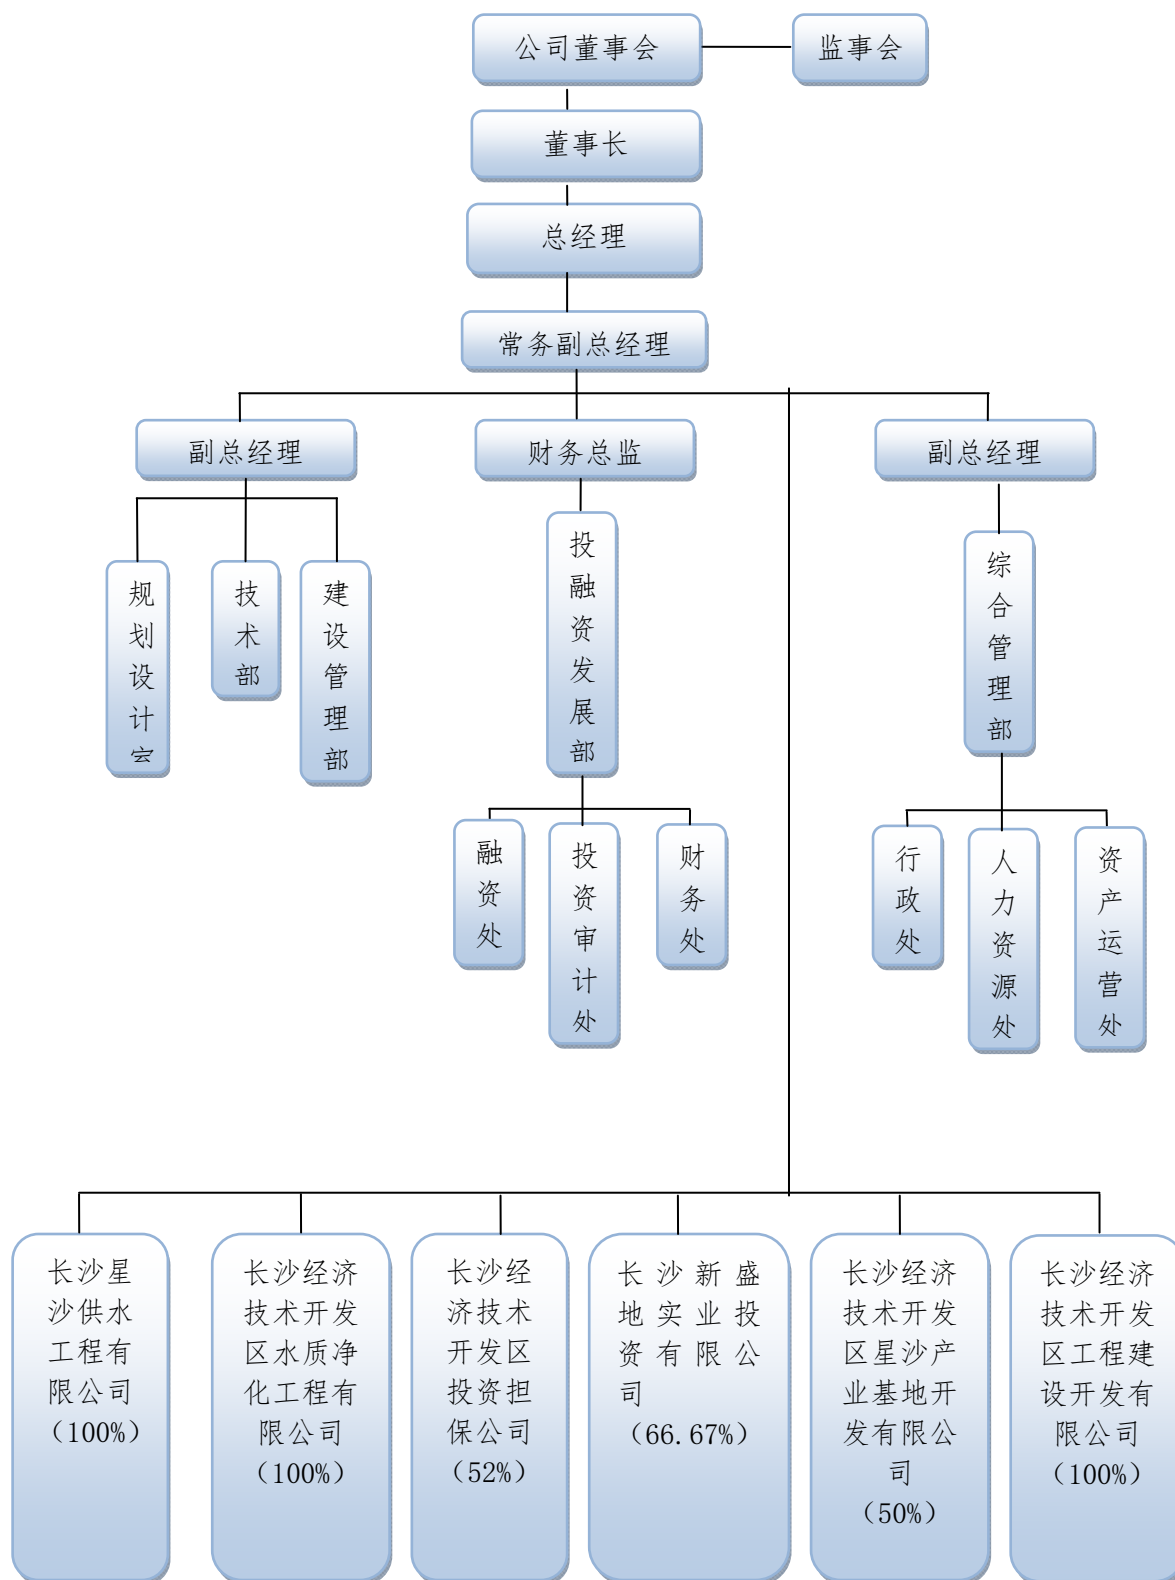 公司董事会
监事会
董事长
总经理
常务副总经理
副总经理
财务总监
副总经理
规划设计
技术部
建设管理部
投融资发展部
综合管理部
融资处
投资审计处
财务处
行政处
人力资源处
资产运营处
长沙星
沙供水
工程有
限公司
（100%）
长沙经济
技术开发
区水质净
化工程有
限公司
（100%）
长沙经
济技术
开发区
投资担
保公司
（52%）
长沙新盛
地实业投
资有限公
司
（66.67%）
长沙经济
技术开发
区星沙产
业基地开
发有限公
司
（50%）
长沙经济
技术开发
区工程建
设开发有
限公司
（100%）